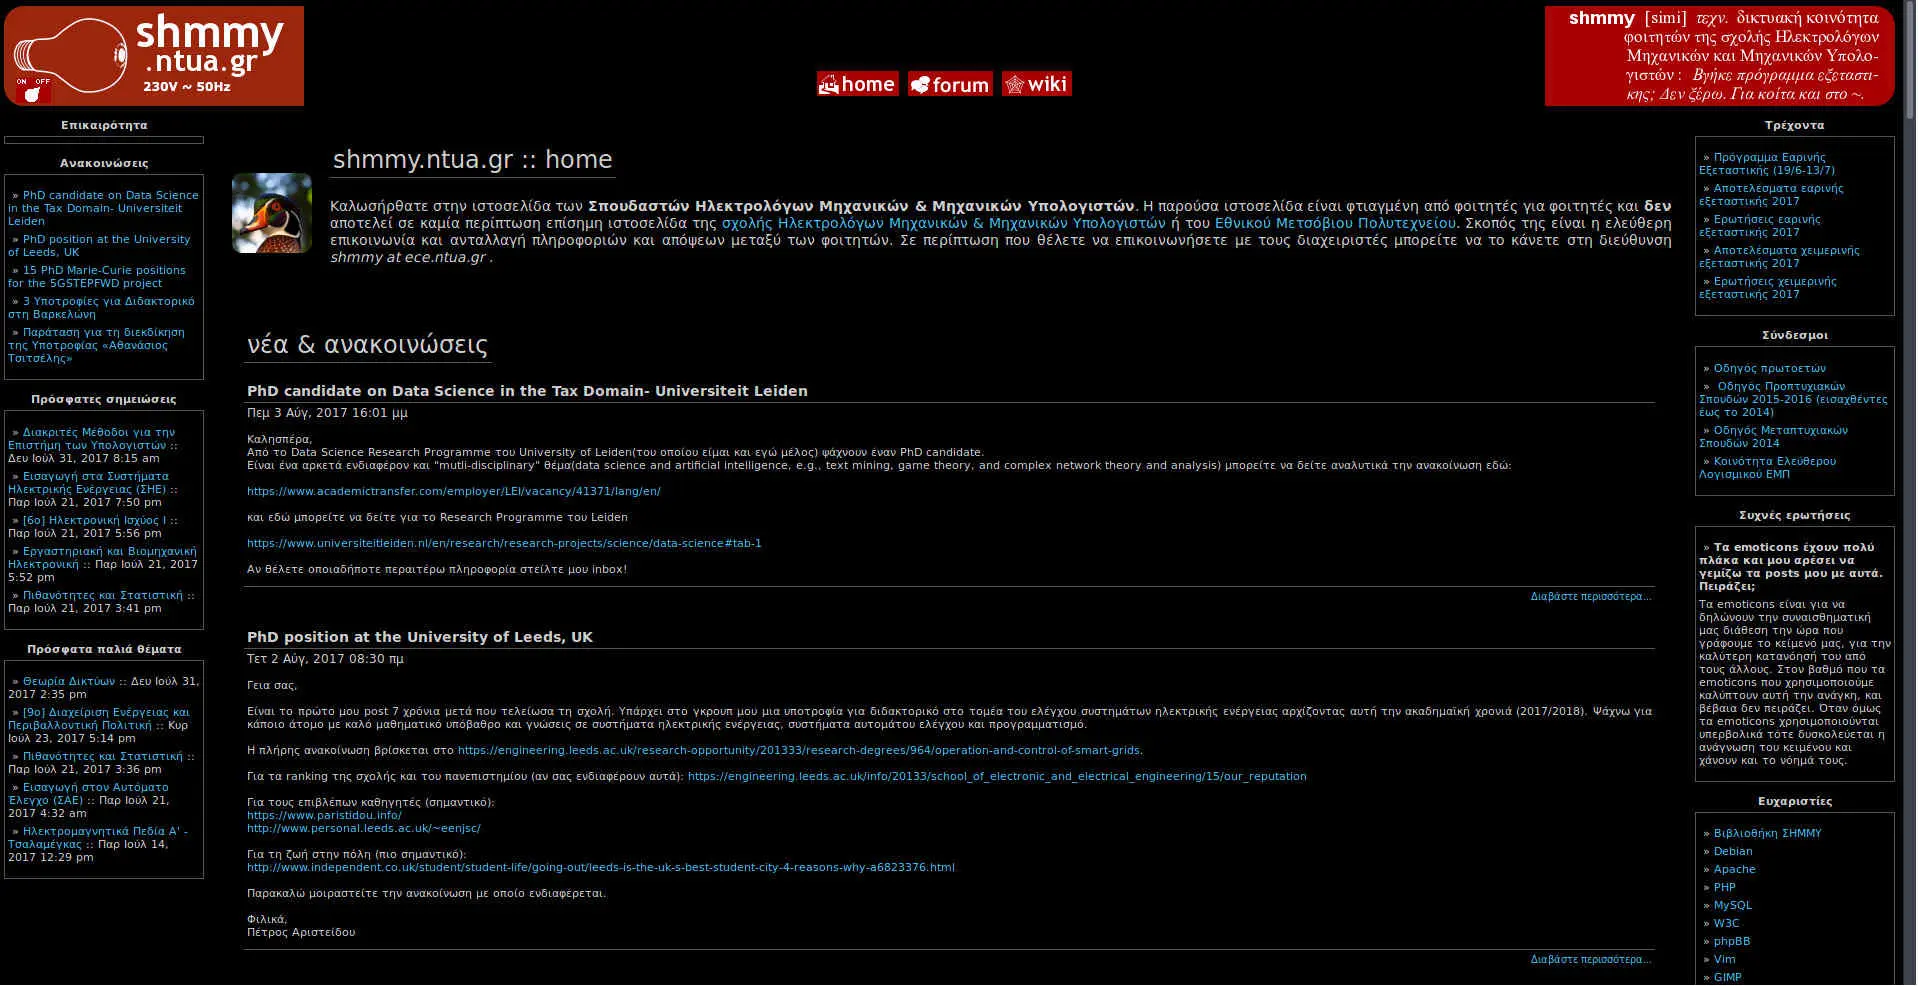 shmmy
.ntua.gr
230V ~ 50Hz
ON OFF
home
forum
wiki
shmmy [simi] τεχν. δικτυακή κοινότητα
φοιτητών της σχολής Ηλεκτρολόγων
Μηχανικών και Μηχανικών Υπολο-
γιστών : Βγήκε πρόγραμμα εξεταστι-
κης; Δεν ξέρω. Για κοίτα και στο ~.
Επικαιρότητα
Ανακοινώσεις
» PhD candidate on Data Science
in the Tax Domain- Universiteit
Leiden
» PhD position at the University
of Leeds, UK
» 15 PhD Marie-Curie positions
for the 5GSTEPFWD project
» 3 Υποτροφίες για Διδακτορικό
στη Βαρκελώνη
» Παράταση για τη διεκδίκηση
της Υποτροφίας «Αθανάσιος
Τσιτσέλης»
Πρόσφατες σημειώσεις
» Διακριτές Μέθοδοι για την
Επιστήμη των Υπολογιστών ::
Δευ Ιούλ 31, 2017 8:15 am
» Εισαγωγή στα Συστήματα
Ηλεκτρικής Ενέργειας (ΣΗΕ) ::
Παρ Ιούλ 21, 2017 7:50 pm
» [6ο] Ηλεκτρονική Ισχύος Ι ::
Παρ Ιούλ 21, 2017 5:56 pm
» Εργαστηριακή και Βιομηχανική
Ηλεκτρονική :: Παρ Ιούλ 21, 2017
5:52 pm
» Πιθανότητες και Στατιστική ::
Παρ Ιούλ 21, 2017 3:41 pm
Πρόσφατα παλιά θέματα
» Θεωρία Δικτύων :: Δευ Ιούλ 31,
2017 2:35 pm
» [9ο] Διαχείριση Ενέργειας και
Περιβαλλοντική Πολιτική :: Κυρ
Ιούλ 23, 2017 5:14 pm
» Πιθανότητες και Στατιστική ::
Παρ Ιούλ 21, 2017 3:36 pm
» Εισαγωγή στον Αυτόματο
Έλεγχο (ΣΑΕ) :: Παρ Ιούλ 21,
2017 4:32 am
» Ηλεκτρομαγνητικά Πεδία Α' -
Τσαλαμέγκας :: Παρ Ιούλ 14,
2017 12:29 pm
shmmy.ntua.gr :: home
Καλωσήρθατε στην ιστοσελίδα των Σπουδαστών Ηλεκτρολόγων Μηχανικών & Μηχανικών Υπολογιστών. Η παρούσα ιστοσελίδα είναι φτιαγμένη από φοιτητές για φοιτητές και δεν
αποτελεί σε καμία περίπτωση επίσημη ιστοσελίδα της σχολής Ηλεκτρολόγων Μηχανικών & Μηχανικών Υπολογιστών ή του Εθνικού Μετσόβιου Πολυτεχνείου. Σκοπός της είναι η ελεύθερη
επικοινωνία και ανταλλαγή πληροφοριών και απόψεων μεταξύ των φοιτητών. Σε περίπτωση που θέλετε να επικοινωνήσετε με τους διαχειριστές μπορείτε να το κάνετε στη διεύθυνση
shmmy at ece.ntua.gr .
νέα & ανακοινώσεις
PhD candidate on Data Science in the Tax Domain- Universiteit Leiden
Πεμ 3 Αύγ, 2017 16:01 μμ
Καλησπέρα,
Από το Data Science Research Programme του University of Leiden(του οποίου είμαι και εγώ μέλος) ψάχνουν έναν PhD candidate.
Είναι ένα αρκετά ενδιαφέρον και "mutli-disciplinary" θέμα(data science and artificial intelligence, e.g., text mining, game theory, and complex network theory and analysis) μπορείτε να δείτε αναλυτικά την ανακοίνωση εδώ:
https://www.academictransfer.com/employer/LEI/vacancy/41371/lang/en/
και εδώ μπορείτε να δείτε για το Research Programme του Leiden
https://www.universiteitleiden.nl/en/research/research-projects/science/data-science#tab-1
Αν θέλετε οποιαδήποτε περαιτέρω πληροφορία στείλτε μου inbox!
Διαβάστε περισσότερα...
PhD position at the University of Leeds, UK
Τετ 2 Αύγ, 2017 08:30 πμ
Γεια σας,
Είναι το πρώτο μου post 7 χρόνια μετά που τελείωσα τη σχολή. Υπάρχει στο γκρουπ μου μια υποτροφία για διδακτορικό στο τομέα του ελέγχου συστημάτων ηλεκτρικής ενέργειας αρχίζοντας αυτή την ακαδημαϊκή χρονιά (2017/2018). Ψάχνω για
κάποιο άτομο με καλό μαθηματικό υπόβαθρο και γνώσεις σε συστήματα ηλεκτρικής ενέργειας, συστήματα αυτομάτου ελέγχου και προγραμματισμό.
Η πλήρης ανακοίνωση βρίσκεται στο https://engineering.leeds.ac.uk/research-opportunity/201333/research-degrees/964/operation-and-control-of-smart-grids.
Για τα ranking της σχολής και του πανεπιστημίου (αν σας ενδιαφέρουν αυτά): https://engineering.leeds.ac.uk/info/20133/school_of_electronic_and_electrical_engineering/15/our_reputation
Για τους επιβλέπων καθηγητές (σημαντικό):
https://www.paristidou.info/
http://www.personal.leeds.ac.uk/~eenjsc/
Για τη ζωή στην πόλη (πιο σημαντικό):
http://www.independent.co.uk/student/student-life/going-out/leeds-is-the-uk-s-best-student-city-4-reasons-why-a6823376.html
Παρακαλώ μοιραστείτε την ανακοίνωση με οποίο ενδιαφέρεται.
Φιλικά,
Πέτρος Αριστείδου
Διαβάστε περισσότερα...
Τρέχοντα
» Πρόγραμμα Εαρινής
Εξεταστικής (19/6-13/7)
» Αποτελέσματα εαρινής
εξεταστικής 2017
» Ερωτήσεις εαρινής
εξεταστικής 2017
» Αποτελέσματα χειμερινής
εξεταστικής 2017
» Ερωτήσεις χειμερινής
εξεταστικής 2017
Σύνδεσμοι
» Οδηγός πρωτοετών
» Οδηγός Προπτυχιακών
Σπουδών 2015-2016 (εισαχθέντες
έως το 2014)
» Οδηγός Μεταπτυχιακών
Σπουδών 2014
» Κοινότητα Ελεύθερου
Λογισμικού ΕΜΠ
Συχνές ερωτήσεις
» Τα emoticons έχουν πολύ
πλάκα και μου αρέσει να
γεμίζω τα posts μου με αυτά.
Πειράζει;
Τα emoticons είναι για να
δηλώνουν την συναισθηματική
μας διάθεση την ώρα που
γράφουμε το κείμενό μας, για την
καλύτερη κατανόησή του από
τους άλλους. Στον βαθμό που τα
emoticons που χρησιμοποιούμε
καλύπτουν αυτή την ανάγκη, και
βέβαια δεν πειράζει. Όταν όμως
τα emoticons χρησιμοποιούνται
υπερβολικά τότε δυσκολεύεται η
ανάγνωση του κειμένου και
χάνουν και το νόημά τους.
Ευχαριστίες
» Βιβλιοθήκη ΣΗΜΜΥ
» Debian
» Apache
» PHP
» MySQL
» W3C
» phpBB
» Vim
» GIMP